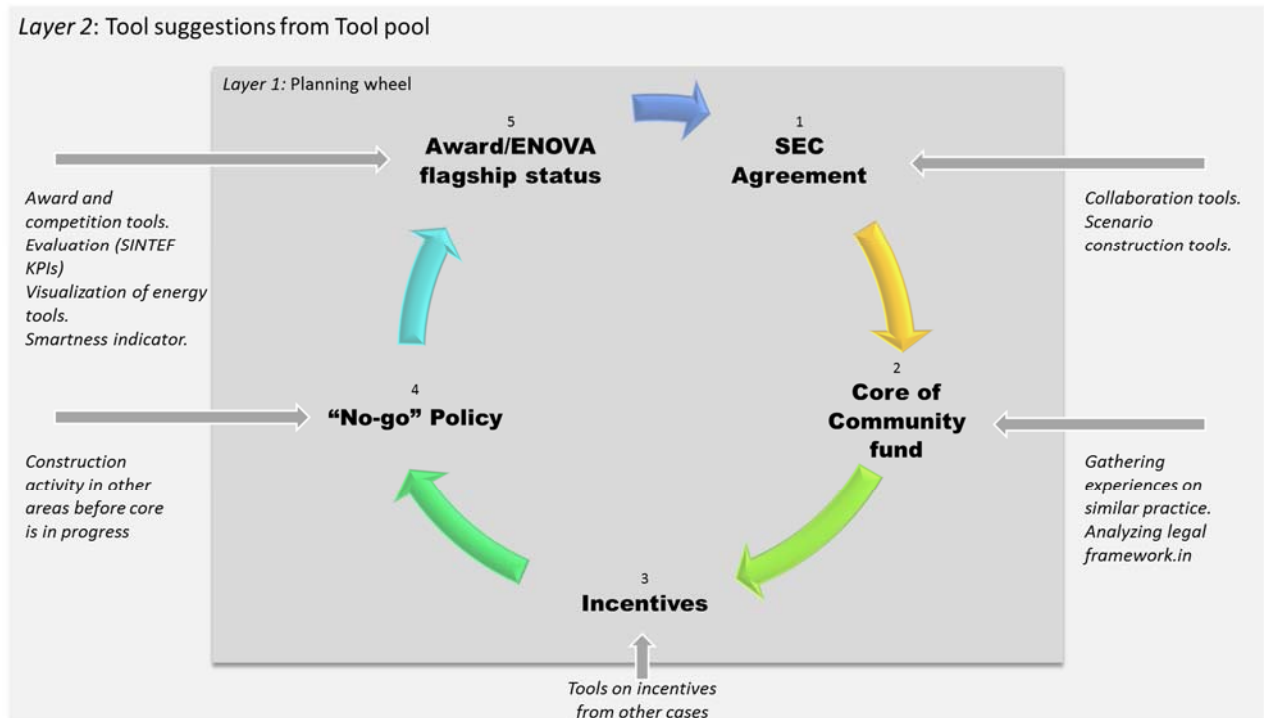 Layer 2: Tool suggestions from Tool pool
Layer 1: Planning wheel
5
Award/ENOVA
flagship status
1
SEC
Agreement
Award and
competition tools.
Evaluation (SINTEF
KPIs)
Visualization of energy
tools.
Smartness indicator.
Collaboration tools.
Scenario
construction tools.
4
“No-go” Policy
2
Core of
Community
fund
Construction
activity in other
areas before core
is in progress
Gathering
experiences on
similar practice.
Analyzing legal
framework.in
3
Incentives
Tools on incentives
from other cases